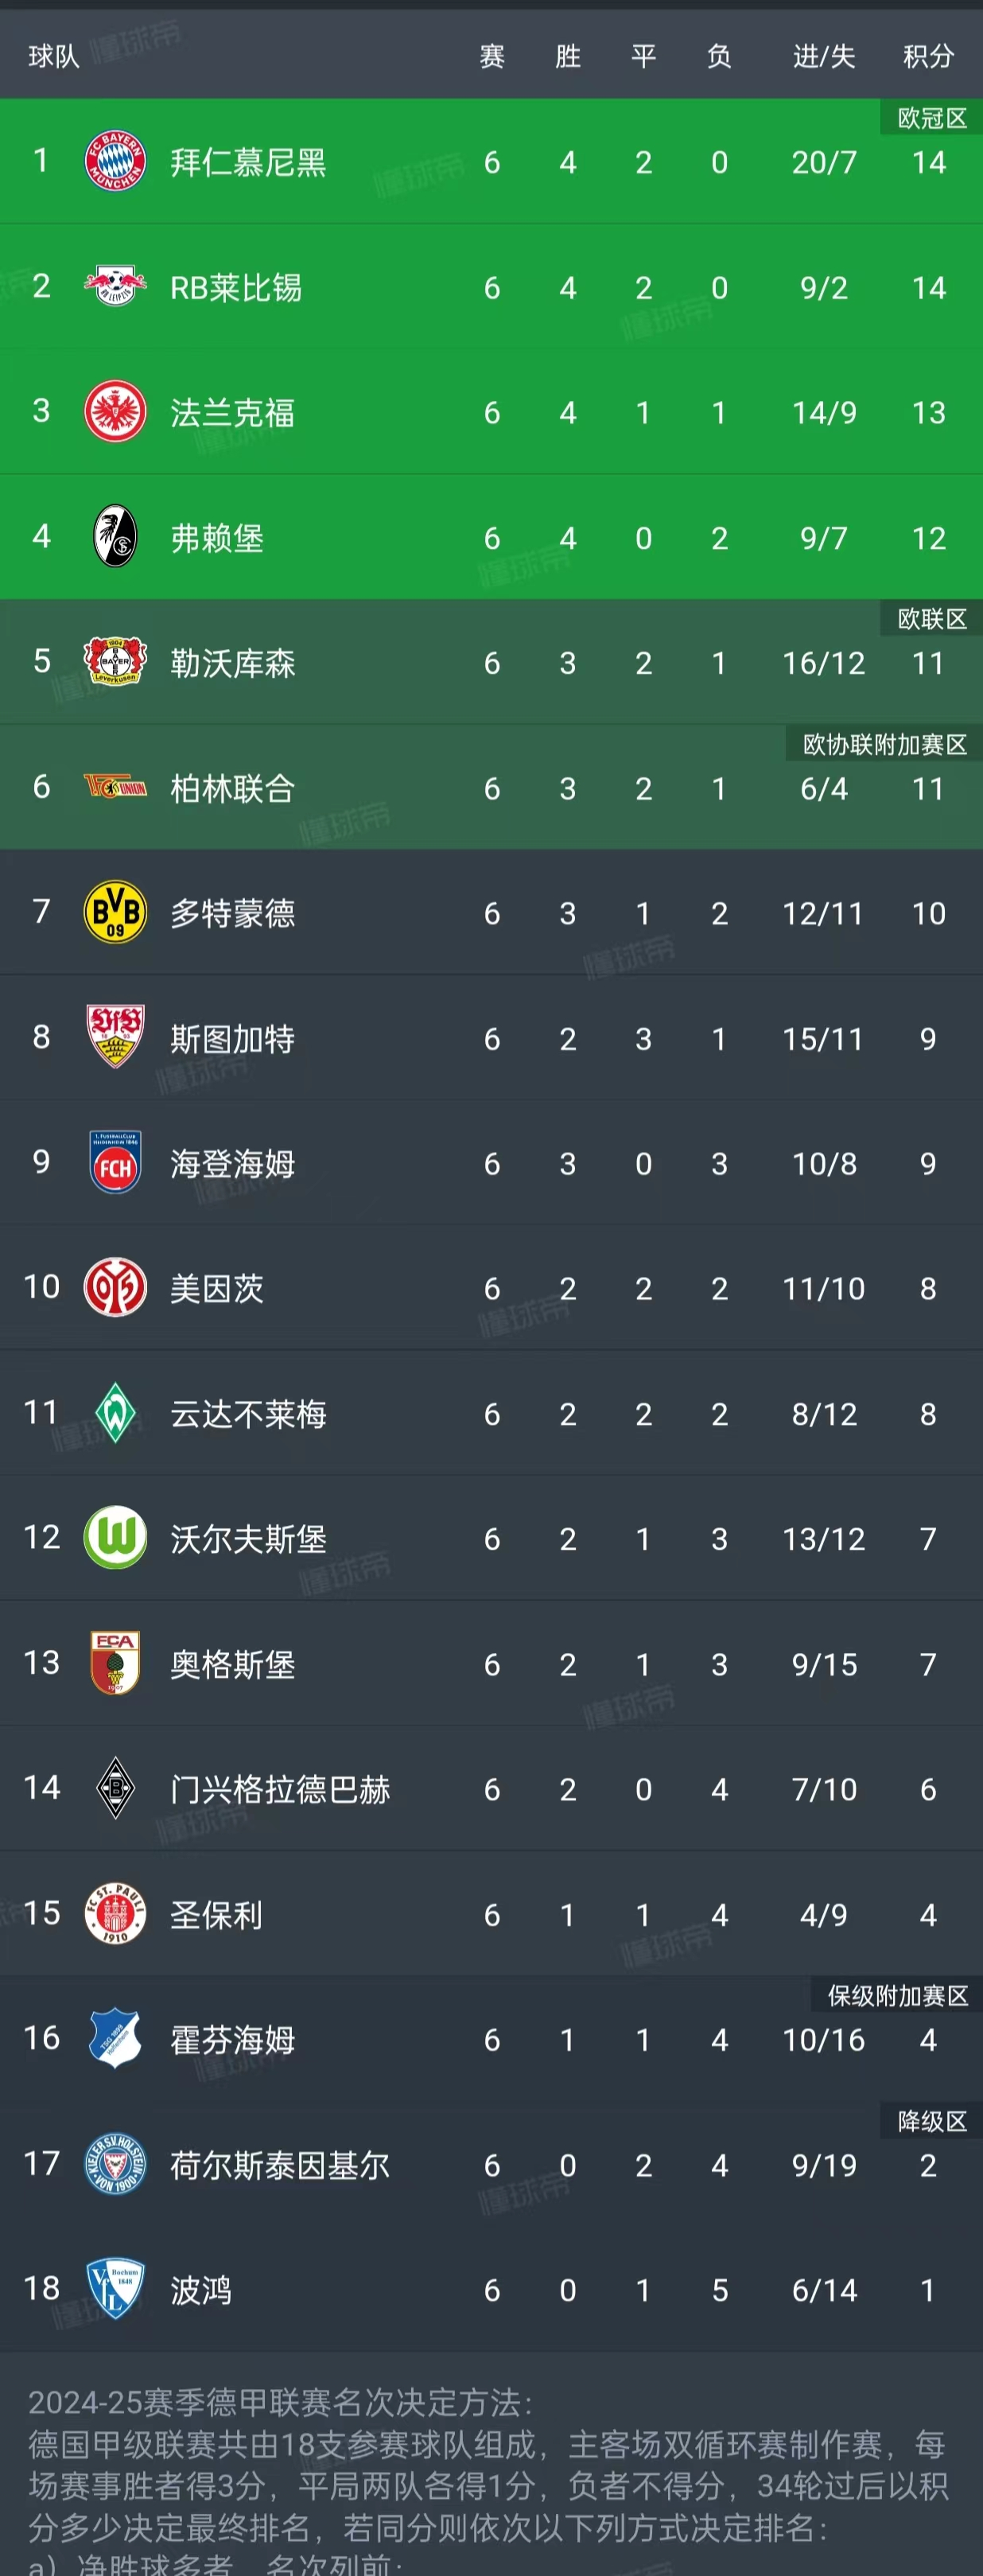 球队 赛 胜 平 负 进/失 积分
欧冠区
1 拜仁慕尼黑 6 4 2 0 20/7 14
2 RB莱比锡 6 4 2 0 9/2 14
3 法兰克福 6 4 1 1 14/9 13
4 弗赖堡 6 4 0 2 9/7 12
欧联区
5 勒沃库森 6 3 2 1 16/12 11
欧协联附加赛区
6 柏林联合 6 3 2 1 6/4 11
7 多特蒙德 6 3 1 2 12/11 10
8 斯图加特 6 2 3 1 15/11 9
9 海登海姆 6 3 0 3 10/8 9
10 美因茨 6 2 2 2 11/10 8
11 云达不莱梅 6 2 2 2 8/12 8
12 沃尔夫斯堡 6 2 1 3 13/12 7
13 奥格斯堡 6 2 1 3 9/15 7
14 门兴格拉德巴赫 6 2 0 4 7/10 6
15 圣保利 6 1 1 4 4/9 4
保级附加赛区
16 霍芬海姆 6 1 1 4 10/16 4
降级区
17 荷尔斯泰因基尔 6 0 2 4 9/19 2
18 波鸿 6 0 1 5 6/14 1
2024-25赛季德甲联赛名次决定方法：
德国甲级联赛共由18支参赛球队组成，主客场双循环赛制作赛，每
场赛事胜者得3分，平局两队各得1分，负者不得分，34轮过后以积
分多少决定最终排名，若同分则依次以下列方式决定排名：
a）净胜球多者，名次列前；